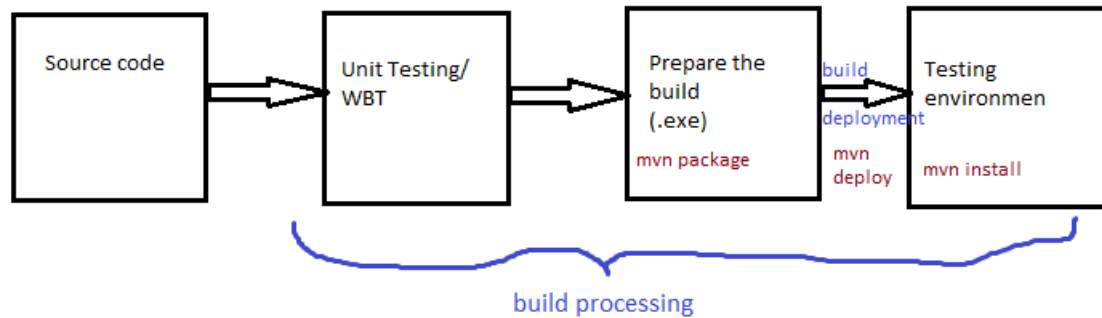 Source code
Unit Testing/
WBT
Prepare the
build
(.exe)
mvn package
build
deployment
mvn
deploy
Testing
environmen
mvn install
build processing